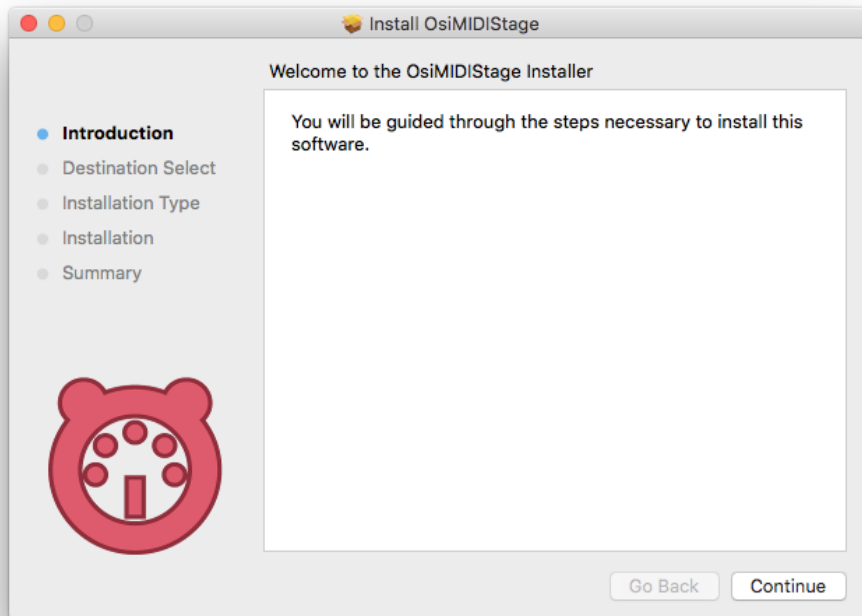 Install OsiMIDIStage
Welcome to the OsiMIDIStage Installer
Introduction
Destination Select
Installation Type
Installation
Summary
You will be guided through the steps necessary to install this
software.
Go Back
Continue